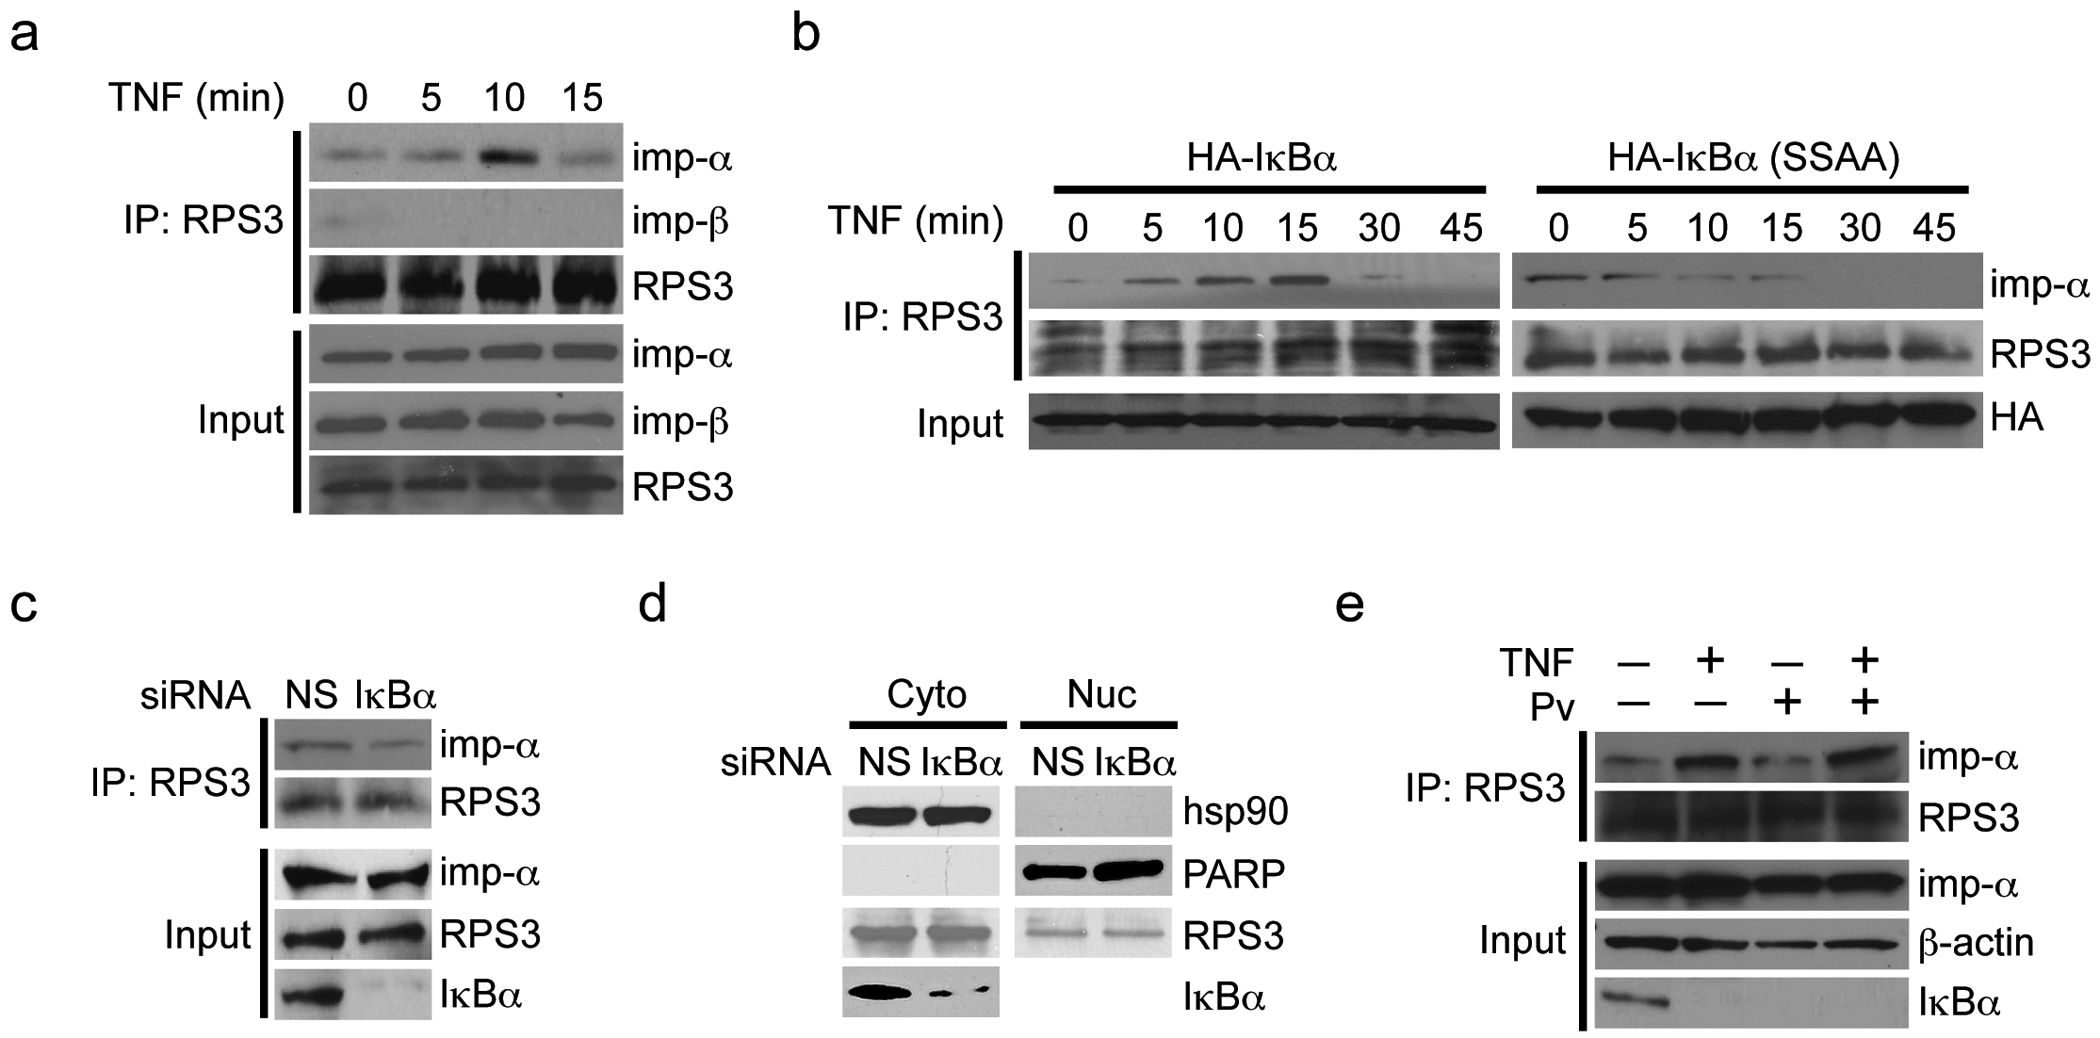 a
TNF (min) 0 5 10 15
IP: RPS3
imp-α
imp-β
RPS3
Input
imp-α
imp-β
RPS3
b
HA-IκBα HA-IκBα (SSAA)
TNF (min) 0 5 10 15 30 45 0 5 10 15 30 45
IP: RPS3
imp-α
RPS3
Input HA
c
siRNA NS IκBα
IP: RPS3
imp-α
RPS3
Input
imp-α
RPS3
IκBα
d
Cyto Nuc
siRNA NS IκBα NS IκBα
hsp90
PARP
RPS3
IκBα
e
TNF – + – +
Pv – – + +
IP: RPS3
imp-α
RPS3
Input
imp-α
β-actin
IκBα